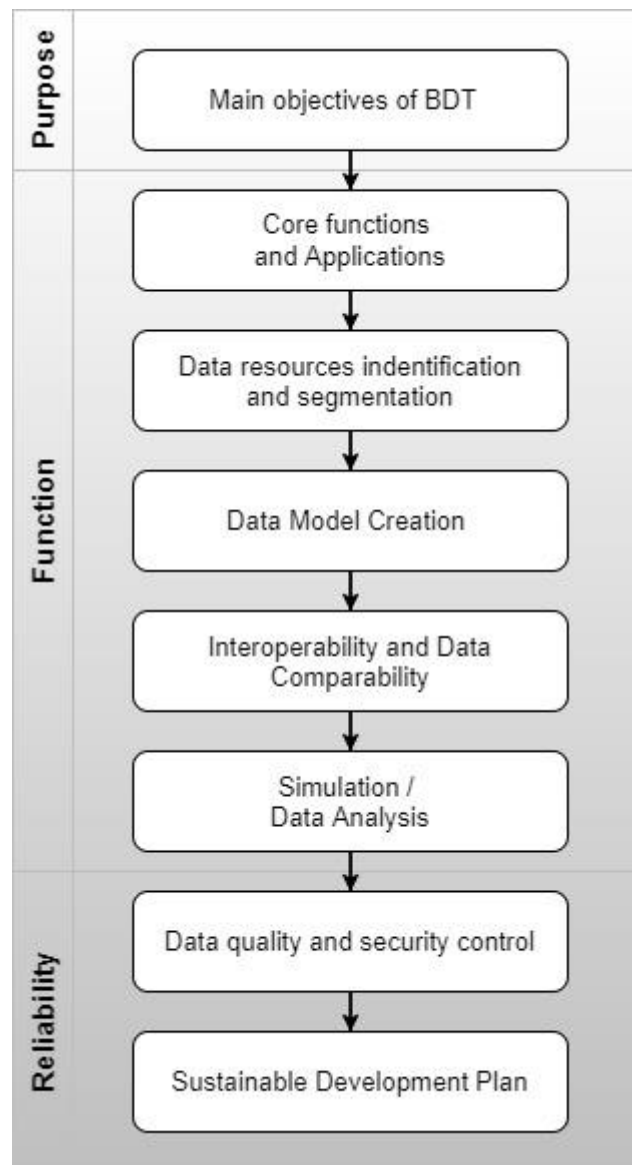 Purpose
Main objectives of BDT
Function
Core functions
and Applications
Data resources indentification
and segmentation
Data Model Creation
Interoperability and Data
Comparability
Simulation /
Data Analysis
Reliability
Data quality and security control
Sustainable Development Plan